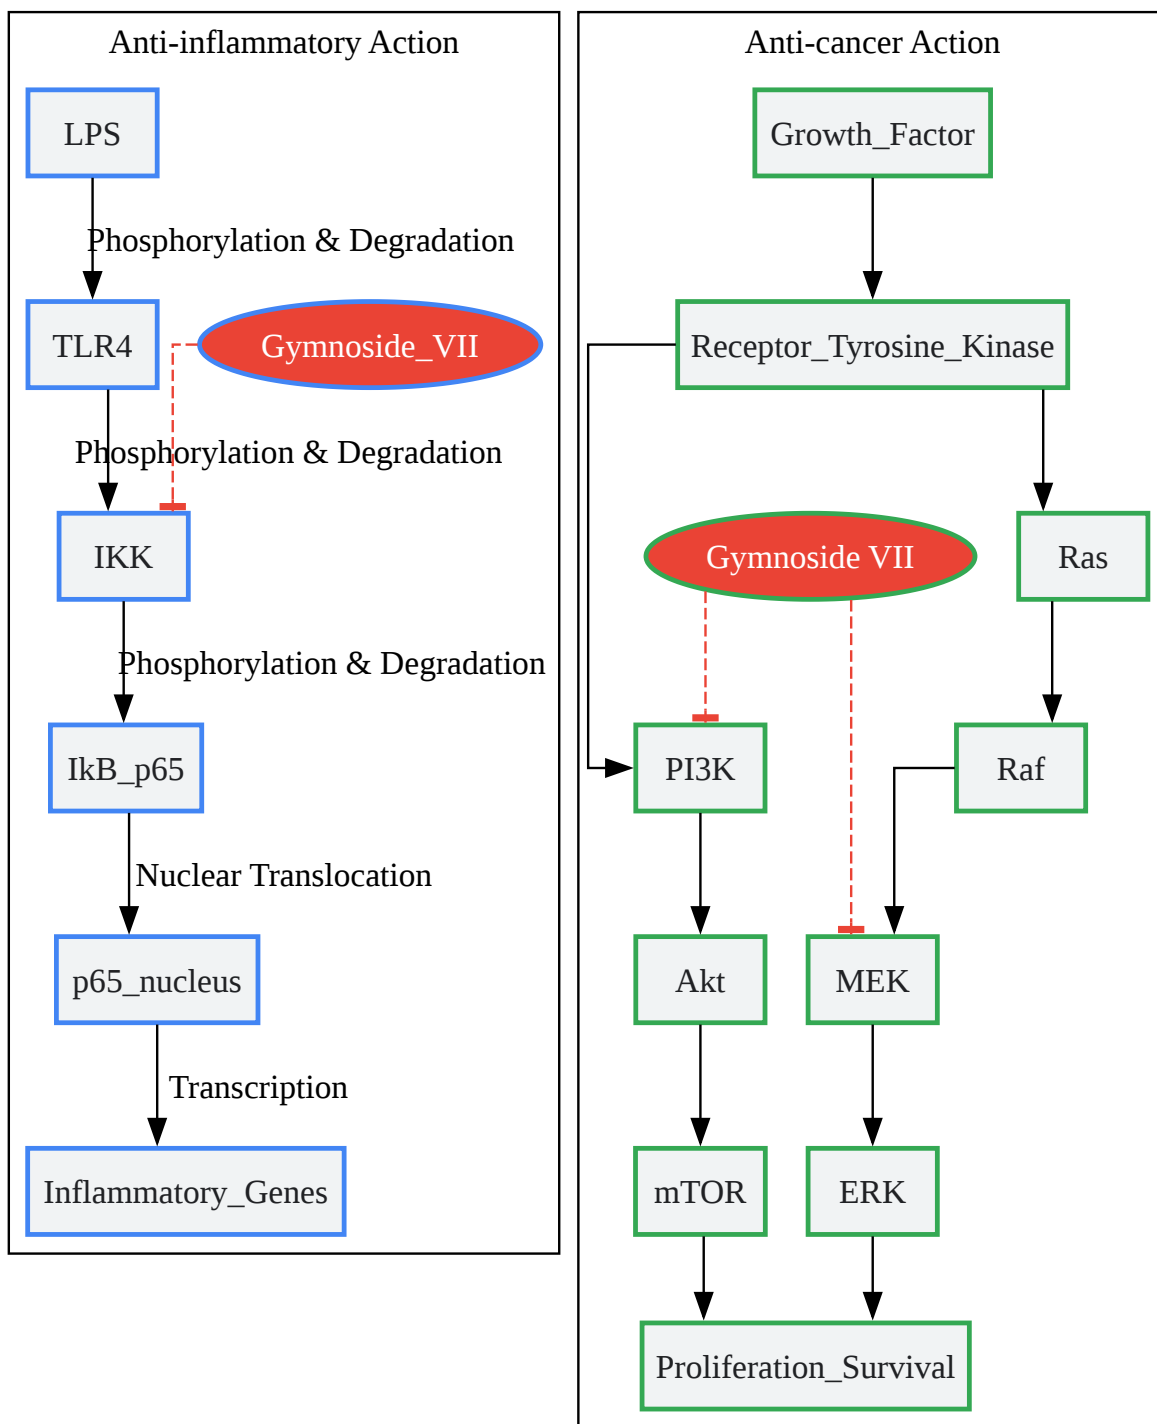 Anti-inflammatory Action
LPS
Phosphorylation & Degradation
TLR4
Gymnoside_VII
Phosphorylation & Degradation
IKK
Phosphorylation & Degradation
IkB_p65
Nuclear Translocation
p65_nucleus
Transcription
Inflammatory_Genes
Anti-cancer Action
Growth_Factor
Receptor_Tyrosine_Kinase
Gymnoside VII
Ras
PI3K
Raf
Akt
MEK
mTOR
ERK
Proliferation_Survival